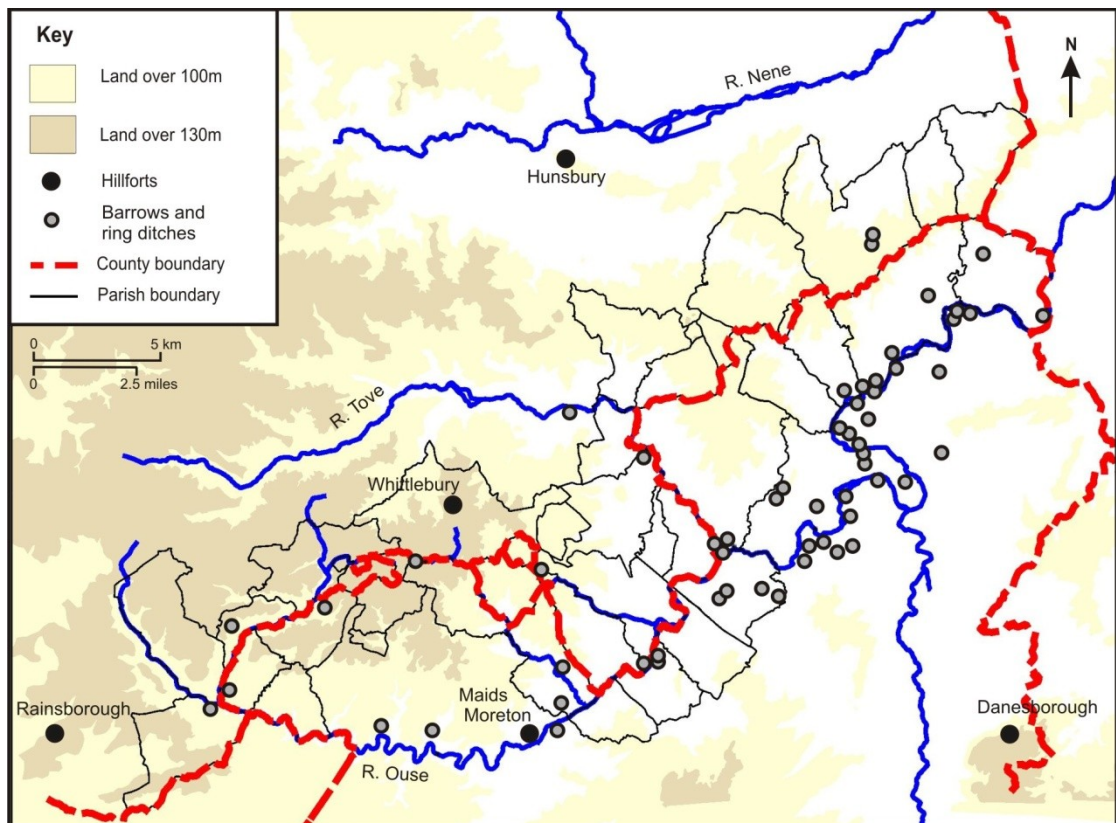 Key
Land over 100m
Land over 130m
Hillforts
Barrows and
ring ditches
County boundary
Parish boundary
0 5 km
0 2.5 miles
N
R. Nene
Hunsbury
R. Tove
Whittlebury
Rainsborough
Maids
Moreton
Danesborough
R. Ouse